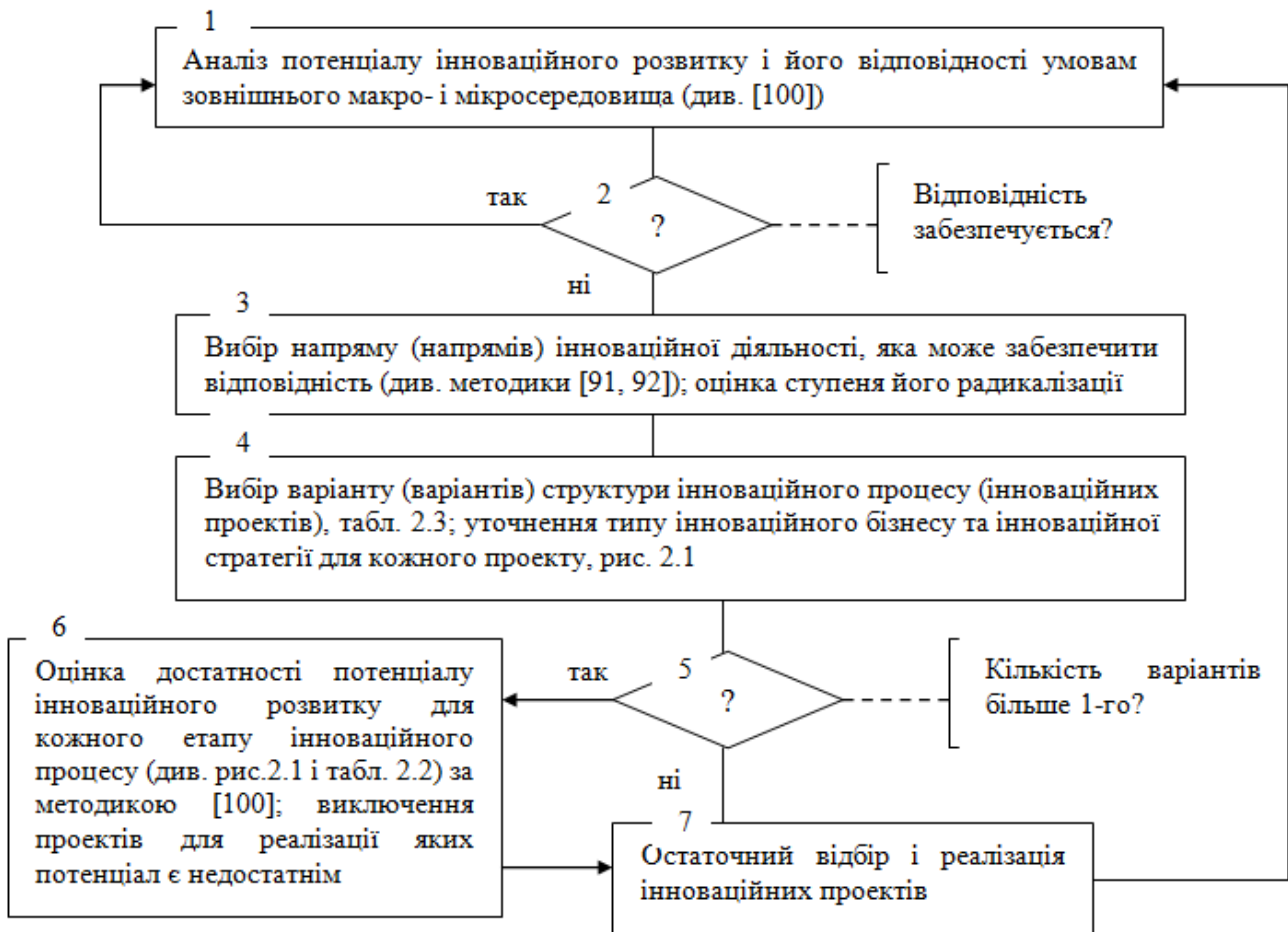 1
Аналіз потенціалу інноваційного розвитку і його відповідності умовам
зовнішнього макро- і мікросередовища (див. [100])
так
2
?
Відповідність
забезпечується?
ні
3
Вибір напряму (напрямів) інноваційної діяльності, яка може забезпечити
відповідність (див. методики [91, 92]); оцінка ступеня його радикалізації
4
Вибір варіанту (варіантів) структури інноваційного процесу (інноваційних
проектів), табл. 2.3; уточнення типу інноваційного бізнесу та інноваційної
стратегії для кожного проекту, рис. 2.1
так
5
?
Кількість варіантів
більше 1-го?
ні
6
Оцінка достатності потенціалу
інноваційного розвитку для
кожного етапу інноваційного
процесу (див. рис.2.1 і табл. 2.2) за
методикою [100]; виключення
проектів для реалізації яких
потенціал є недостатнім
7
Остаточний відбір і реалізація
інноваційних проектів